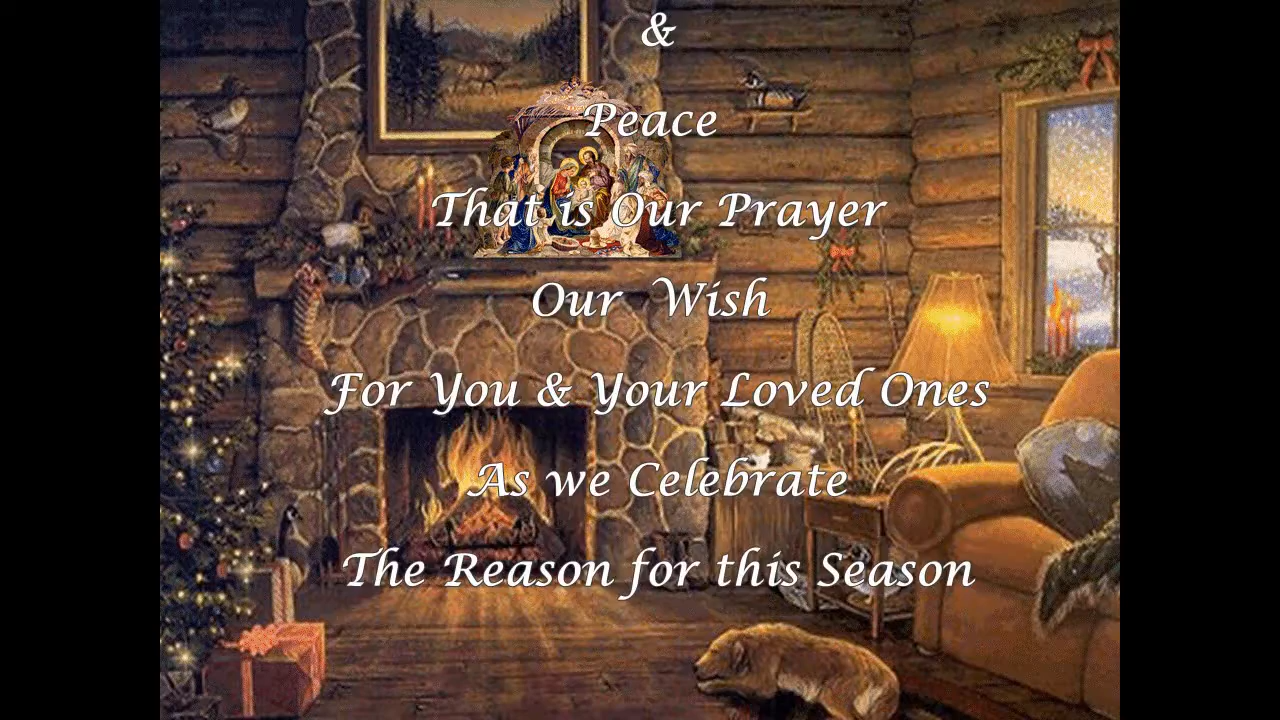 &
Peace
That is Our Prayer
Our Wish
For You & Your Loved Ones
As we Celebrate
The Reason for this Season